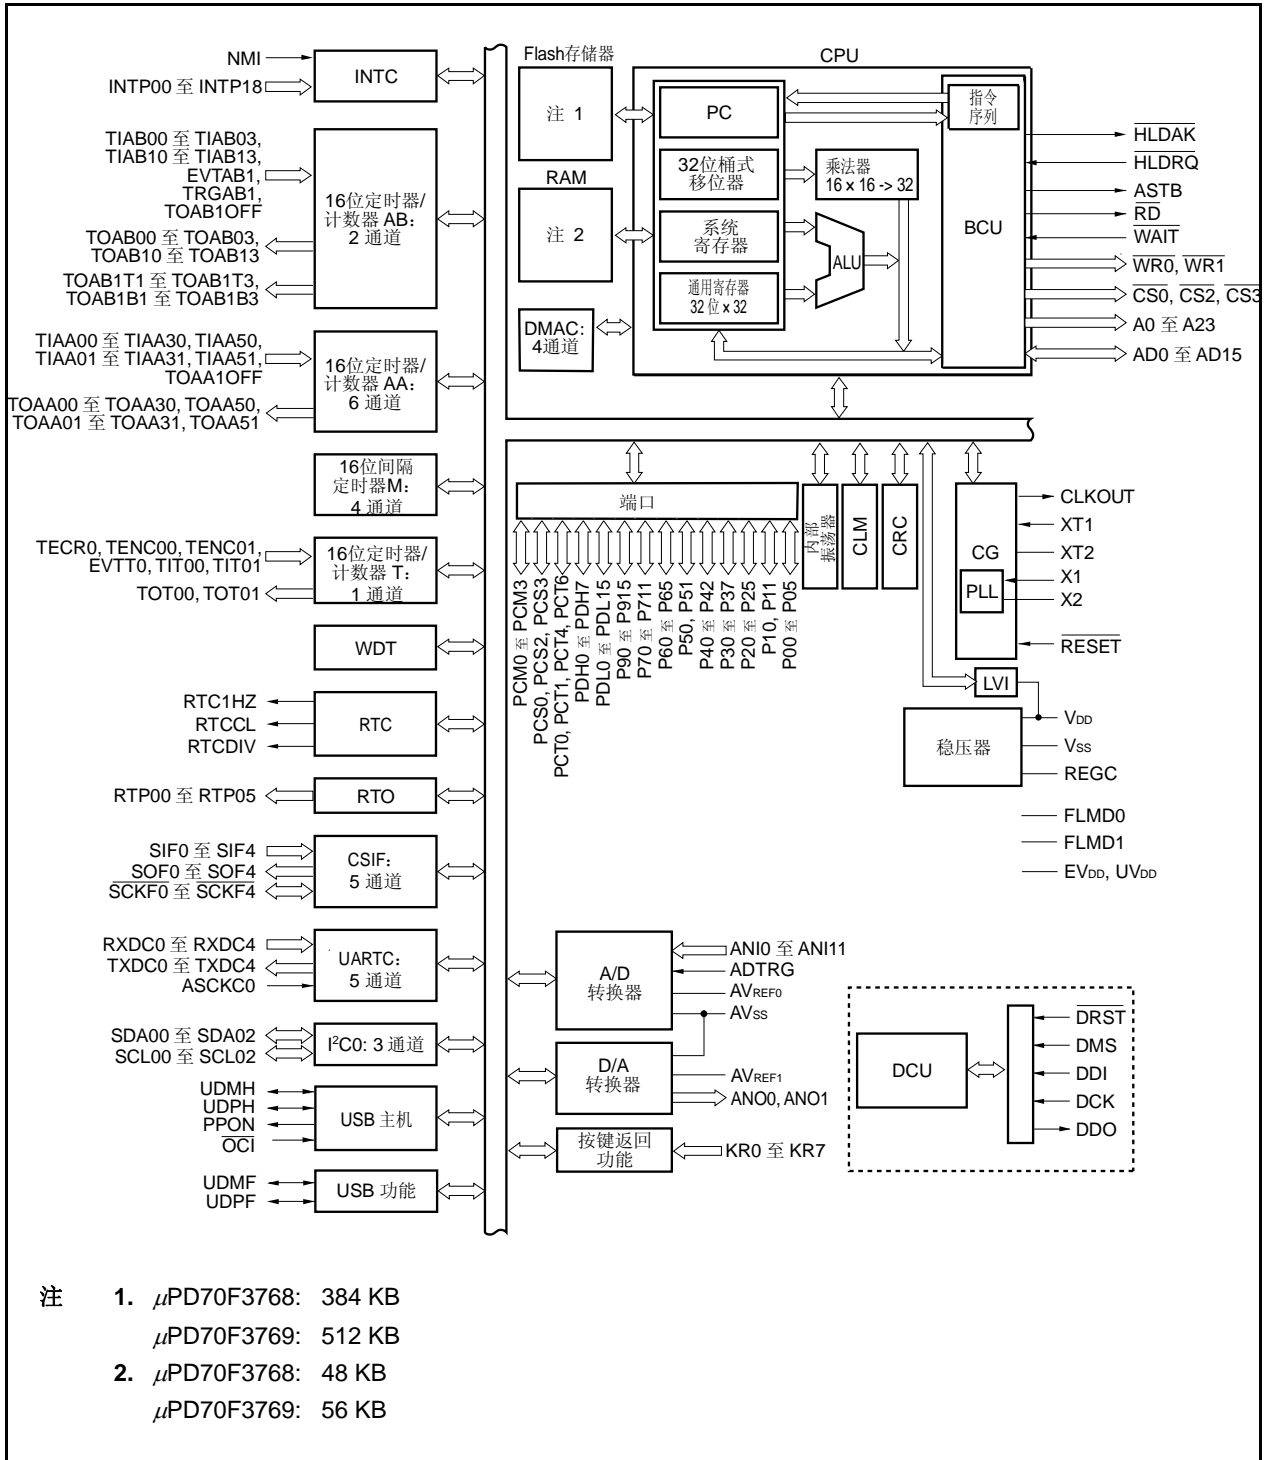 NMI
INTP00 至 INTP18
INTC
TIAB00 至 TIAB03,
TIAB10 至 TIAB13,
EVTAB1,
TRGAB1,
TOAB1OFF
TOAB00 至 TOAB03,
TOAB10 至 TOAB13
TOAB1T1 至 TOAB1T3,
TOAB1B1 至 TOAB1B3
16位定时器/
计数器 AB:
2 通道
TIAA00 至 TIAA30, TIAA50,
TIAA01 至 TIAA31, TIAA51,
TOAA1OFF
TOAA00 至 TOAA30, TOAA50,
TOAA01 至 TOAA31, TOAA51
16位定时器/
计数器 AA:
6 通道
16位间隔
定时器M:
4 通道
TECR0, TENC00, TENC01,
EVTT0, TIT00, TIT01
TOT00, TOT01
16位定时器/
计数器 T:
1 通道
WDT
RTC1HZ
RTCCL
RTCDIV
RTC
RTP00 至 RTP05
RTO
SIF0 至 SIF4
SOF0 至 SOF4
SCKF0 至 SCKF4
CSIF:
5 通道
RXDC0 至 RXDC4
TXDC0 至 TXDC4
ASCKC0
UARTC:
5 通道
SDA00 至 SDA02
SCL00 至 SCL02
I²C0: 3 通道
UDMH
UDPH
PPON
OCI
USB 主机
UDMF
UDPF
USB 功能
Flash存储器
注 1
RAM
注 2
DMAC:
4通道
CPU
PC
32位桶式
移位器
系统
寄存器
通用寄存器
32 位 x 32
乘法器
16 x 16 -> 32
ALU
指令
序列
BCU
HLDAK
HLDRQ
ASTB
RD
WAIT
WR0, WR1
CS0, CS2, CS3
A0 至 A23
AD0 至 AD15
端口
PCM0 至 PCM3
PCS0, PCS2, PCS3
PCT0, PCT1, PCT4, PCT6
PDH0 至 PDH7
PDL0 至 PDL15
P90 至 P915
P70 至 P711
P60 至 P65
P50, P51
P40 至 P42
P30 至 P37
P20 至 P25
P10, P11
P00 至 P05
内部
振荡器
CLM
CRC
CG
PLL
CLKOUT
XT1
XT2
X1
X2
RESET
LVI
稳压器
VDD
VSS
REGC
FLMD0
FLMD1
EVDD, UVDD
A/D
转换器
ANI0 至 ANI11
ADTRG
AVREF0
AVSS
D/A
转换器
AVREF1
ANO0, ANO1
按键返回
功能
KR0 至 KR7
DCU
DRST
DMS
DDI
DCK
DDO
注 1. μPD70F3768: 384 KB
μPD70F3769: 512 KB
2. μPD70F3768: 48 KB
μPD70F3769: 56 KB